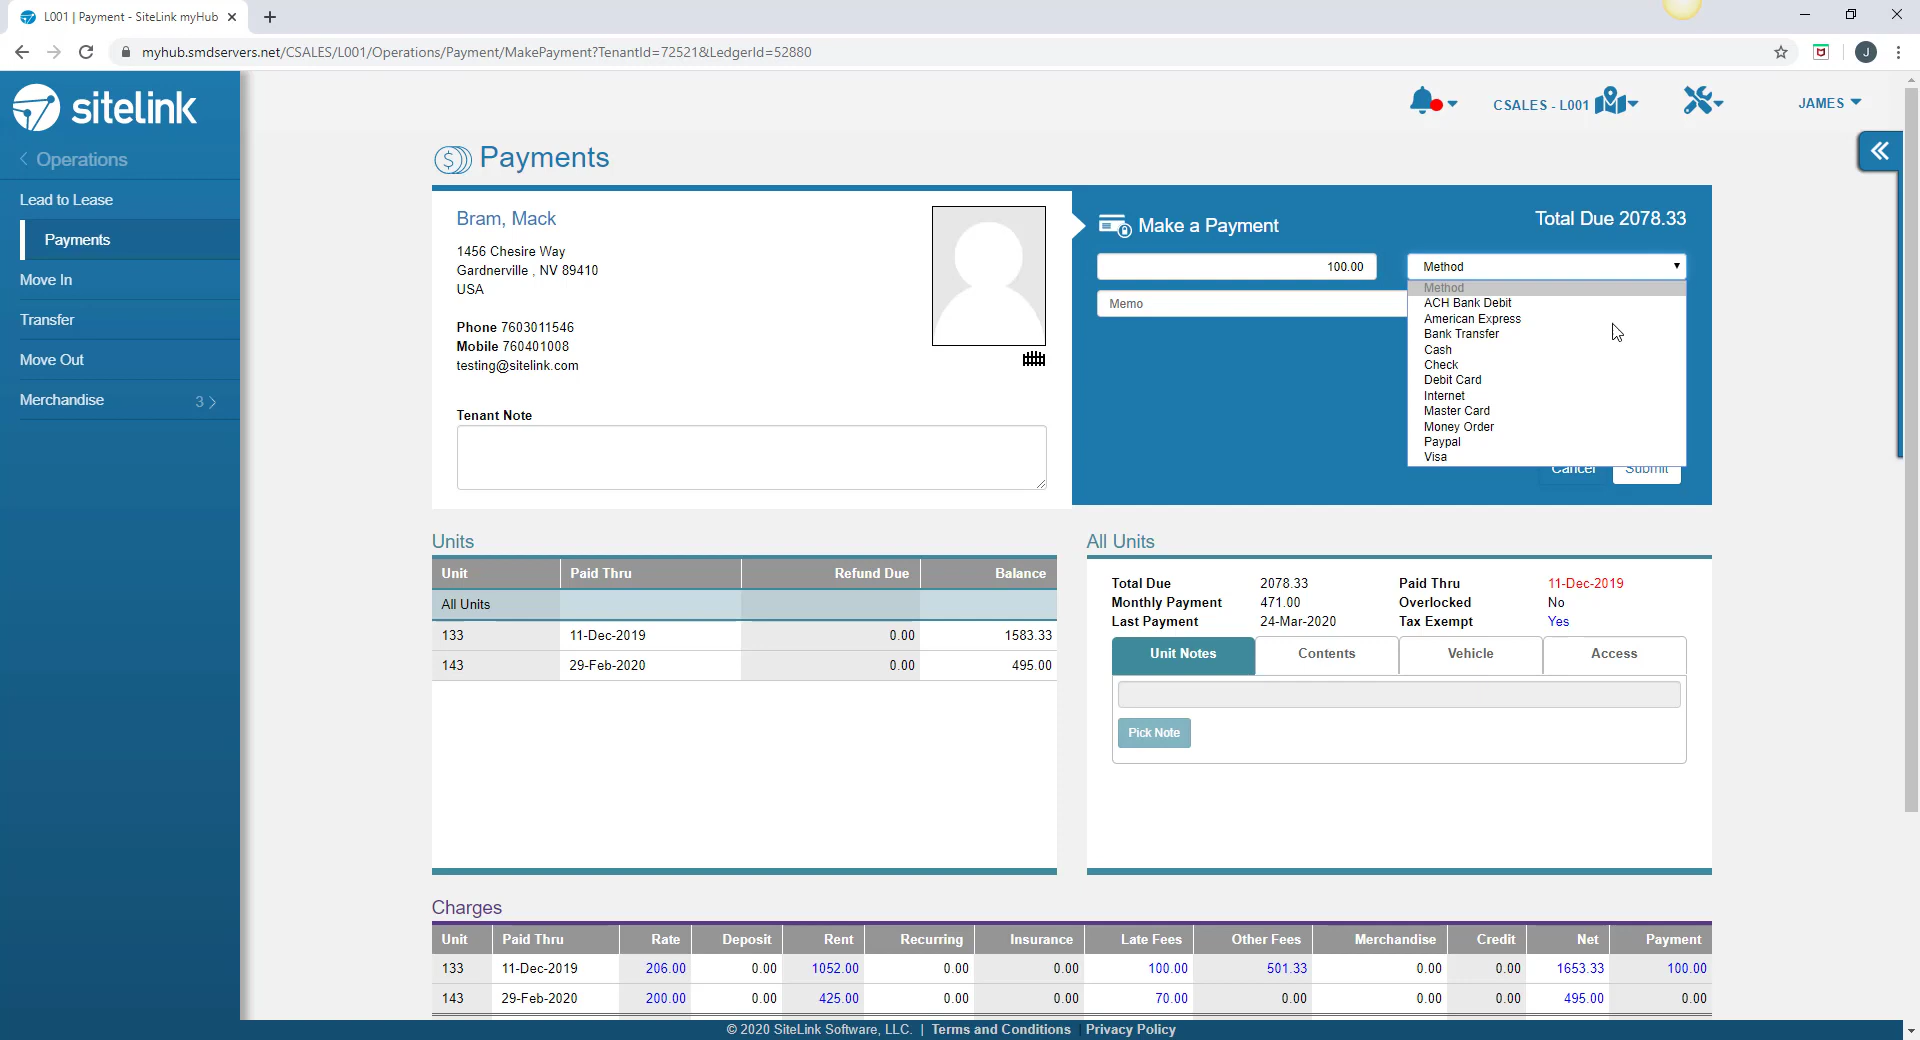 L001 | Payment - SiteLink myHub
myhub.smdservers.net/CSALES/L001/Operations/Payment/MakePayment?TenantId=72521&LedgerId=52880
J
sitelink
CSALES - L001
JAMES
Operations
Lead to Lease
Payments
Move In
Transfer
Move Out
Merchandise 3
Payments
Bram, Mack
1456 Chesire Way
Gardnerville , NV 89410
USA
Phone 7603011546
Mobile 760401008
testing@sitelink.com
Tenant Note
Make a Payment
Total Due 2078.33
100.00
Method
Memo
Method
ACH Bank Debit
American Express
Bank Transfer
Cash
Check
Debit Card
Internet
Master Card
Money Order
Paypal
Visa
Cancel Submit
Units
Unit Paid Thru Refund Due Balance
All Units
133 11-Dec-2019 0.00 1583.33
143 29-Feb-2020 0.00 495.00
All Units
Total Due 2078.33 Paid Thru 11-Dec-2019
Monthly Payment 471.00 Overlocked No
Last Payment 24-Mar-2020 Tax Exempt Yes
Unit Notes Contents Vehicle Access
Pick Note
Charges
Unit Paid Thru Rate Deposit Rent Recurring Insurance Late Fees Other Fees Merchandise Credit Net Payment
133 11-Dec-2019 206.00 0.00 1052.00 0.00 0.00 100.00 501.33 0.00 0.00 1653.33 100.00
143 29-Feb-2020 200.00 0.00 425.00 0.00 0.00 70.00 0.00 0.00 0.00 495.00 0.00
© 2020 SiteLink Software, LLC. | Terms and Conditions Privacy Policy